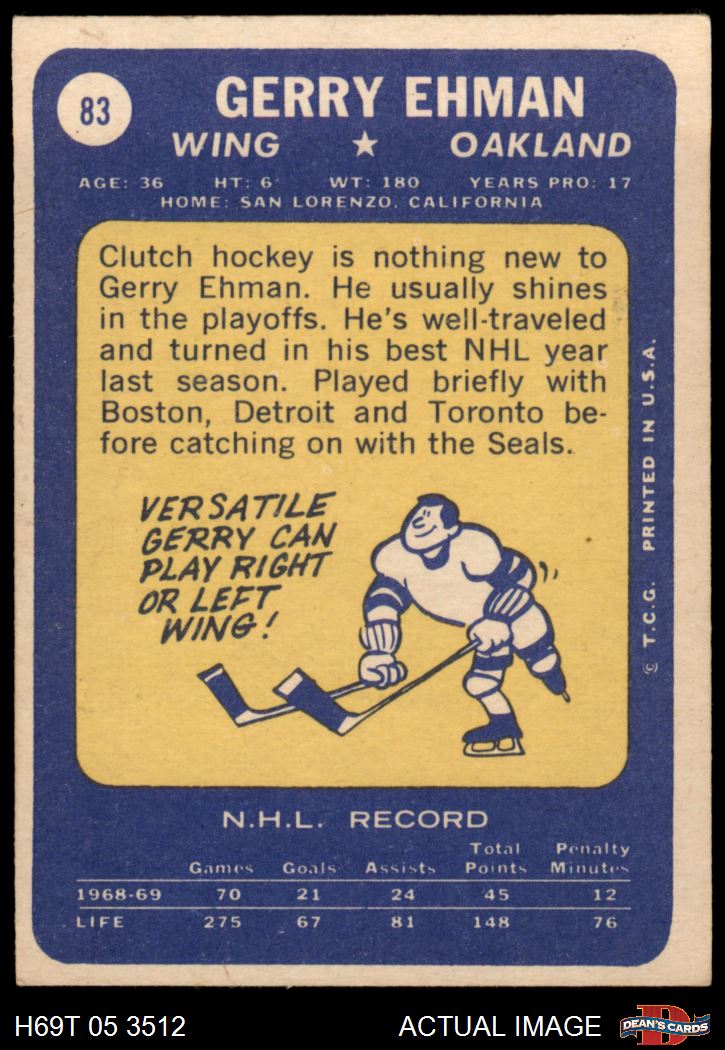 83
GERRY EHMAN
WING ★ OAKLAND
AGE: 36 HT: 6' WT: 180 YEARS PRO: 17
HOME: SAN LORENZO, CALIFORNIA
Clutch hockey is nothing new to
Gerry Ehman. He usually shines
in the playoffs. He's well-traveled
and turned in his best NHL year
last season. Played briefly with
Boston, Detroit and Toronto be-
fore catching on with the Seals.
VERSATILE
GERRY CAN
PLAY RIGHT
OR LEFT
WING!
© T.C.G. PRINTED IN U.S.A.
N.H.L. RECORD
Games Goals Assists Total Points Penalty Minutes
1968-69 70 21 24 45 12
LIFE 275 67 81 148 76
H69T 05 3512 ACTUAL IMAGE D DEAN'S CARDS